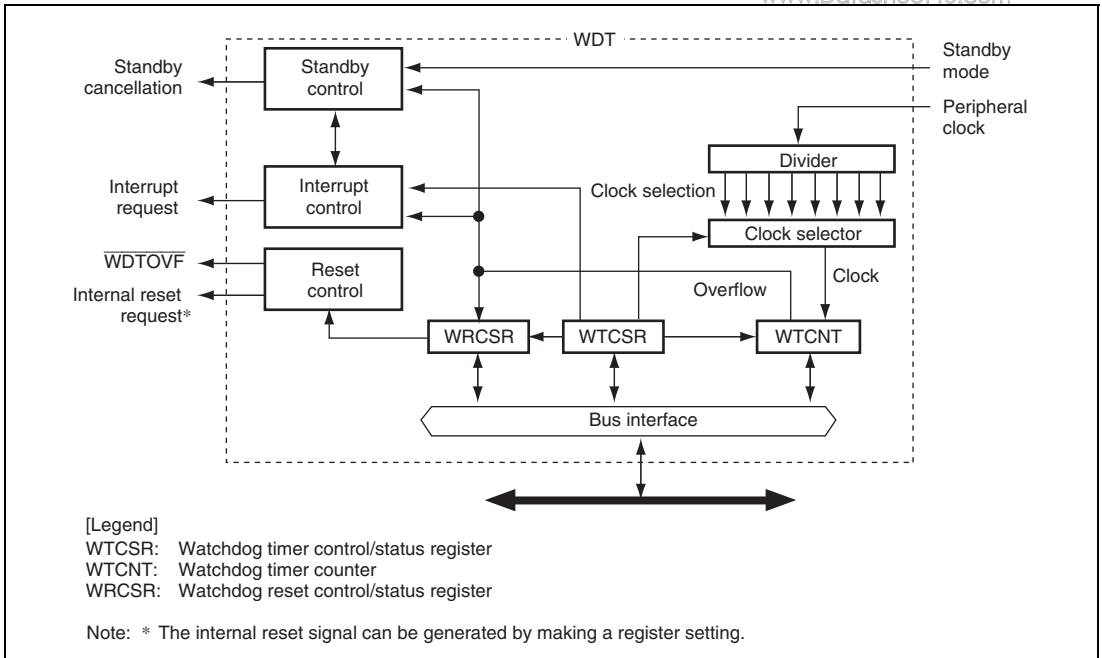 WDT
Standby
cancellation
Standby
control
Standby
mode
Peripheral
clock
Divider
Interrupt
request
Interrupt
control
Clock selection
Clock selector
WDTOVF
Internal reset
request*
Reset
control
Overflow
Clock
WRCSR
WTCSR
WTCNT
Bus interface
[Legend]
WTCSR: Watchdog timer control/status register
WTCNT: Watchdog timer counter
WRCSR: Watchdog reset control/status register
Note: * The internal reset signal can be generated by making a register setting.